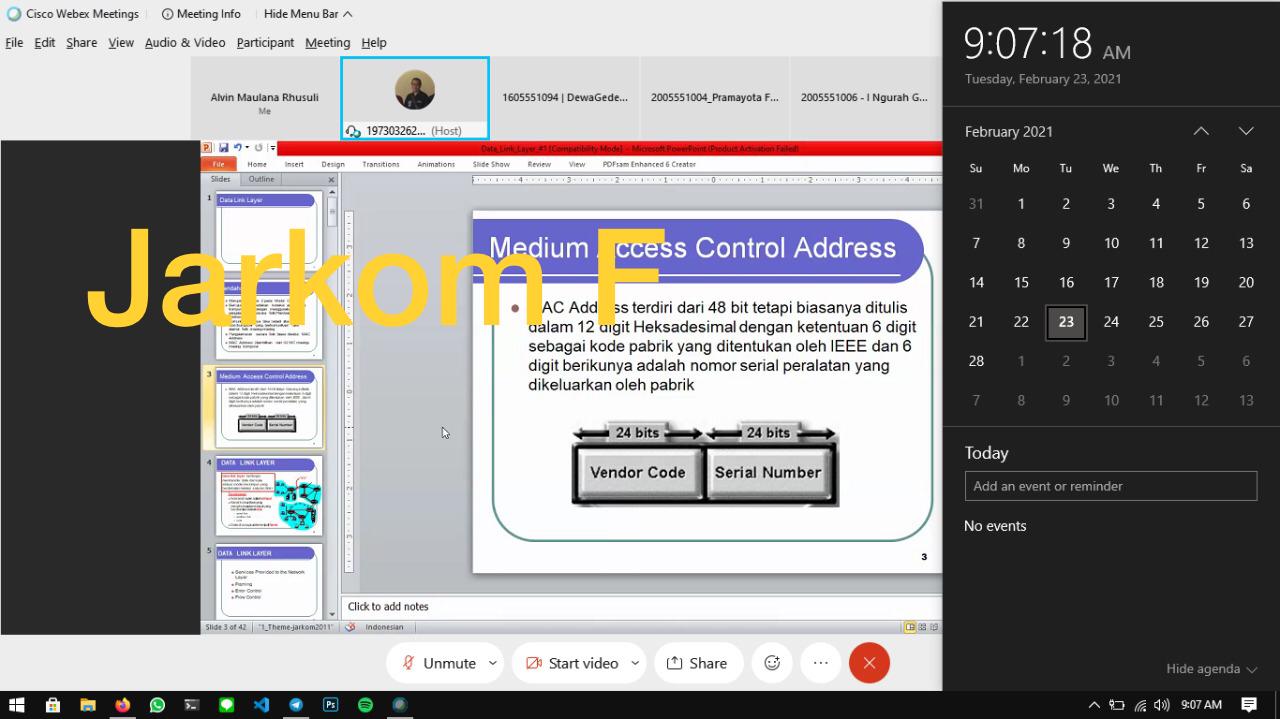 Cisco Webex Meetings
Meeting Info
Hide Menu Bar
File Edit Share View Audio & Video Participant Meeting Help
Alvin Maulana Rhusuli
Me
197303262... (Host)
1605551094 | DewaGede...
2005551004_Pramayota F...
2005551006 - I Ngurah G...
Data_Link_Layer_#1 [Compatibility Mode] - Microsoft PowerPoint (Product Activation Failed)
File Home Insert Design Transitions Animations Slide Show Review View PDFsam Enhanced 6 Creator
Slides Outline
1
Data Link Layer
3
Medium Access Control Address
Vendor Code Serial Number
4
DATA LINK LAYER
5
DATA LINK LAYER
Services Provided to the Network Layer
Framing
Error Control
Flow Control
Jarkom F
Medium Access Control Address
MAC Address terdiri dari 48 bit tetapi biasanya ditulis
dalam 12 digit Heksadesimal dengan ketentuan 6 digit
sebagai kode pabrik yang ditentukan oleh IEEE dan 6
digit berikunya adalah nomor serial peralatan yang
dikeluarkan oleh pabrik
24 bits 24 bits
Vendor Code Serial Number
3
Click to add notes
Slide 3 of 42 "1_Theme-jarkom2011" Indonesian
Unmute
Start video
Share
9:07:18 AM
Tuesday, February 23, 2021
February 2021
Su Mo Tu We Th Fr Sa
31 1 2 3 4 5 6
7 8 9 10 11 12 13
14 15 16 17 18 19 20
21 22 23 24 25 26 27
28 1 2 3 4 5 6
7 8 9 10 11 12 13
Today
Add an event or reminder
No events
Hide agenda
9:07 AM